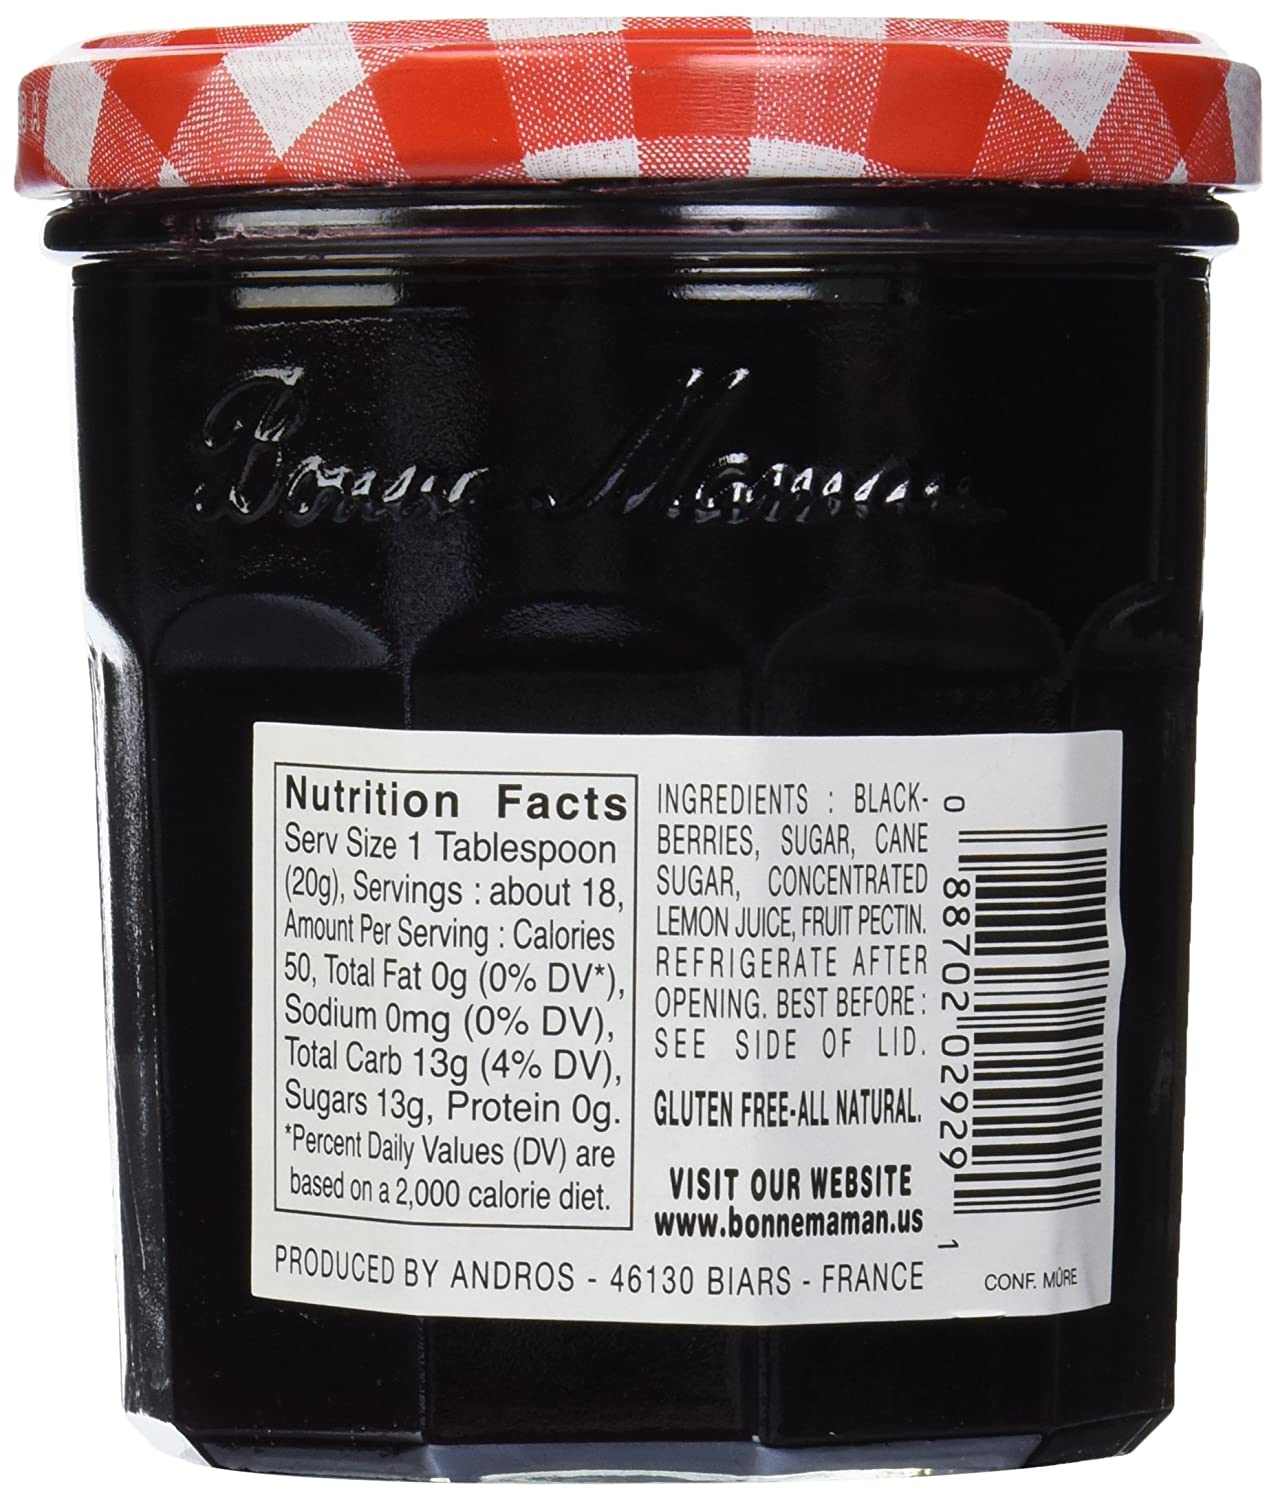 Bonne Maman
Nutrition Facts
Serv Size 1 Tablespoon
(20g), Servings : about 18,
Amount Per Serving : Calories
50, Total Fat 0g (0% DV*),
Sodium 0mg (0% DV),
Total Carb 13g (4% DV),
Sugars 13g, Protein 0g.
*Percent Daily Values (DV) are
based on a 2,000 calorie diet.
INGREDIENTS : BLACK-
BERRIES, SUGAR, CANE
SUGAR, CONCENTRATED
LEMON JUICE, FRUIT PECTIN.
REFRIGERATE AFTER
OPENING. BEST BEFORE :
SEE SIDE OF LID.
GLUTEN FREE-ALL NATURAL.
VISIT OUR WEBSITE
www.bonnemaman.us
PRODUCED BY ANDROS - 46130 BIARS - FRANCE
0 88702 02929 1
CONF. MÛRE